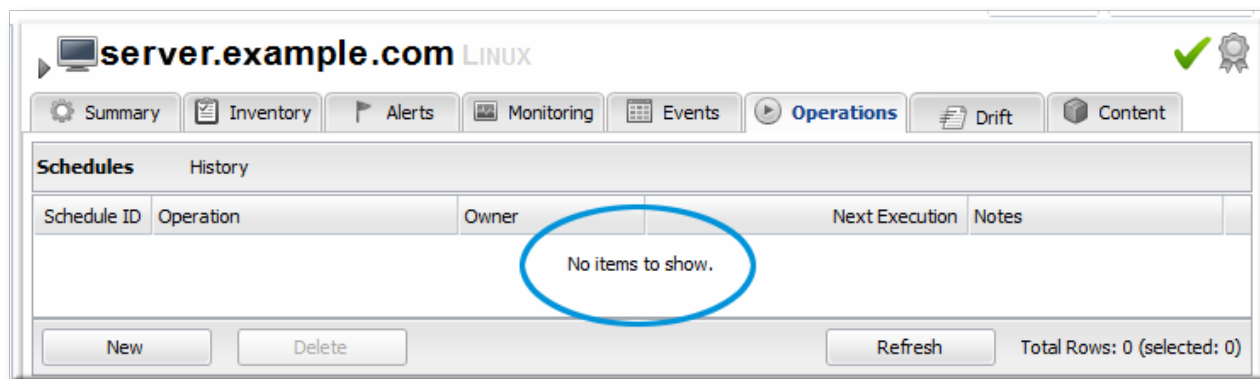 server.example.com LINUX
Summary Inventory Alerts Monitoring Events Operations Drift Content
Schedules History
Schedule ID Operation Owner Next Execution Notes
No items to show.
New Delete Refresh Total Rows: 0 (selected: 0)